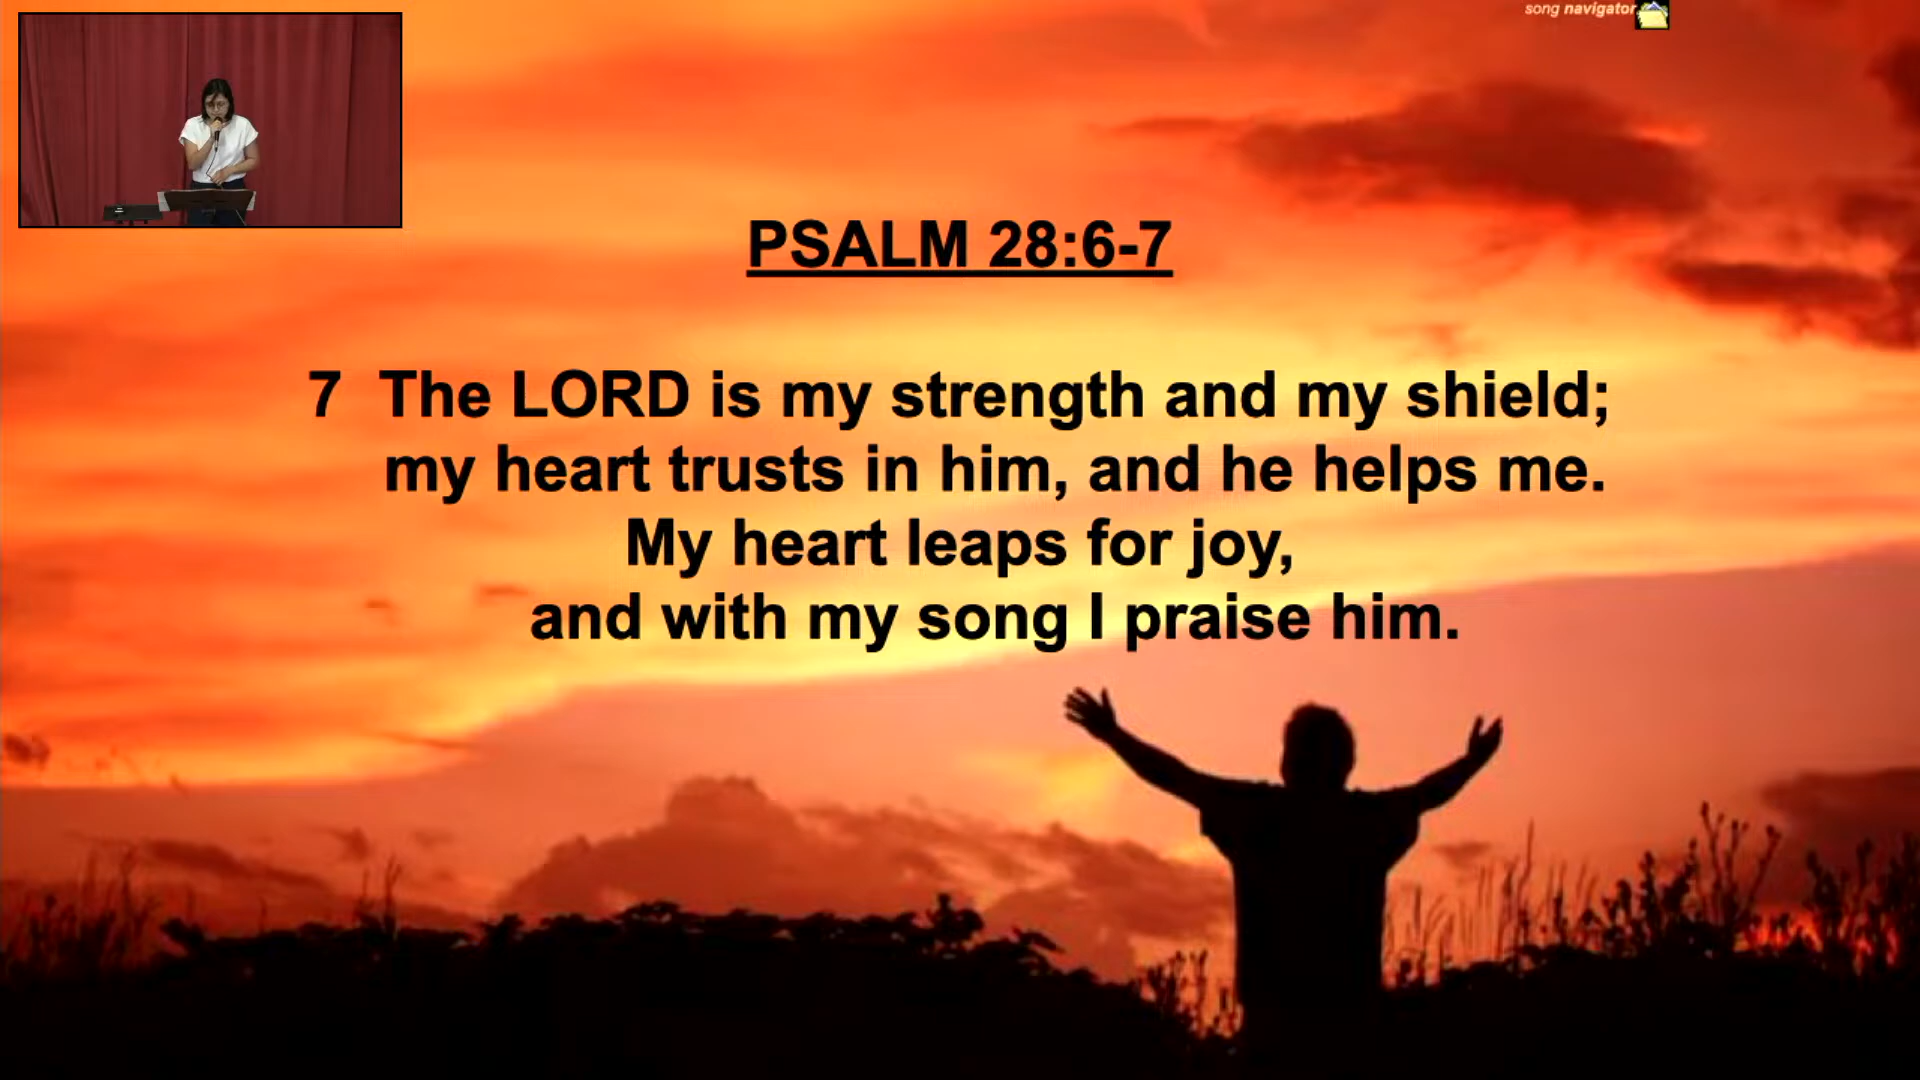 song navigator
PSALM 28:6-7
7 The LORD is my strength and my shield;
my heart trusts in him, and he helps me.
My heart leaps for joy,
and with my song I praise him.